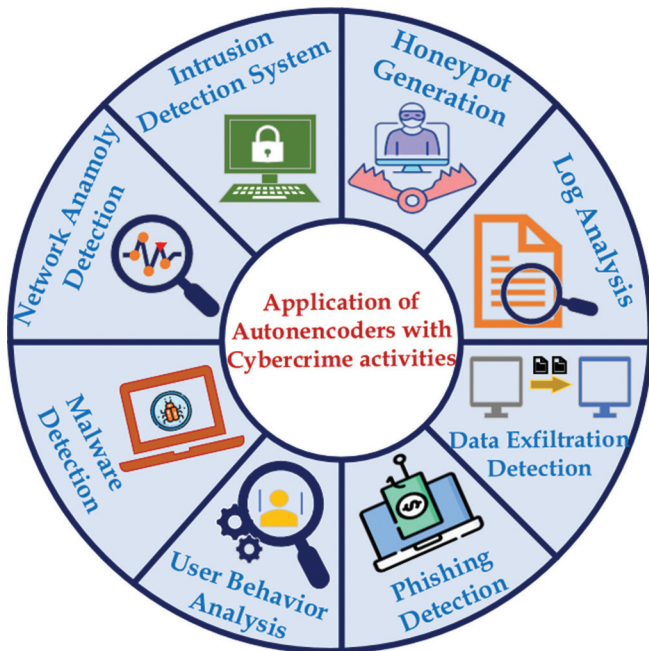 Application of
Autonencoders with
Cybercrime activities
Intrusion
Detection System
Honeypot
Generation
Log Analysis
Data Exfiltration
Detection
Phishing
Detection
User Behavior
Analysis
Malware
Detection
Network Anamoly
Detection